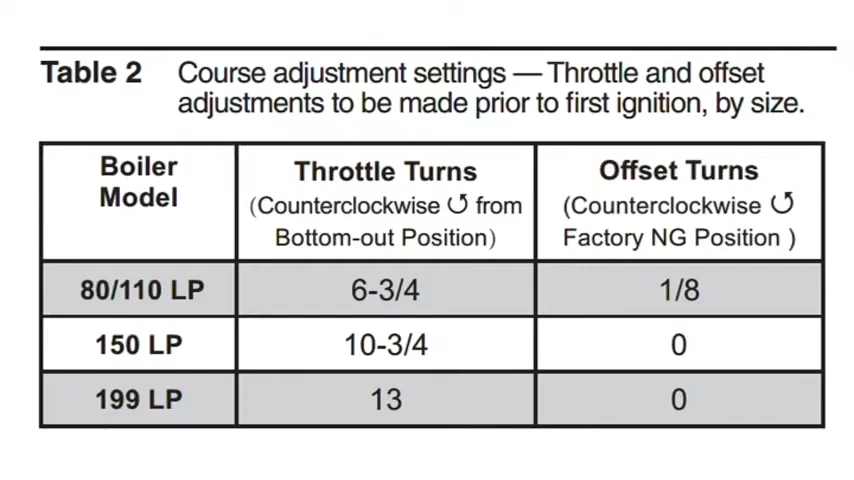 Table 2 Course adjustment settings — Throttle and offset
adjustments to be made prior to first ignition, by size.
Boiler
Model
Throttle Turns
(Counterclockwise ↺ from
Bottom-out Position)
Offset Turns
(Counterclockwise ↺
Factory NG Position )
80/110 LP 6-3/4 1/8
150 LP 10-3/4 0
199 LP 13 0